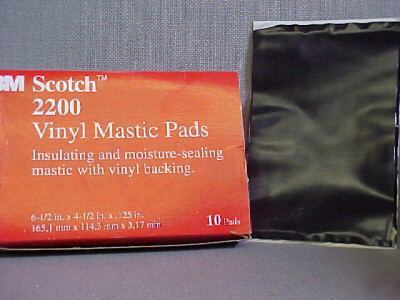 3M Scotch™
2200
Vinyl Mastic Pads
Insulating and moisture-sealing
mastic with vinyl backing.
6-1/2 in. x 4-1/2 in. x .125 in.
165,1 mm x 114,3 mm x 3,17 mm
10 Pads